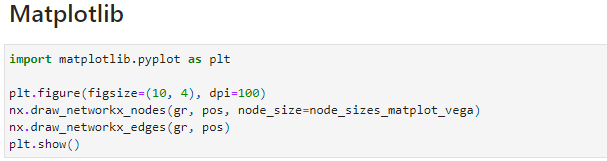 Matplotlib
import matplotlib.pyplot as plt
plt.figure(figsize=(10, 4), dpi=100)
nx.draw_networkx_nodes(gr, pos, node_size=node_sizes_matplot_vega)
nx.draw_networkx_edges(gr, pos)
plt.show()